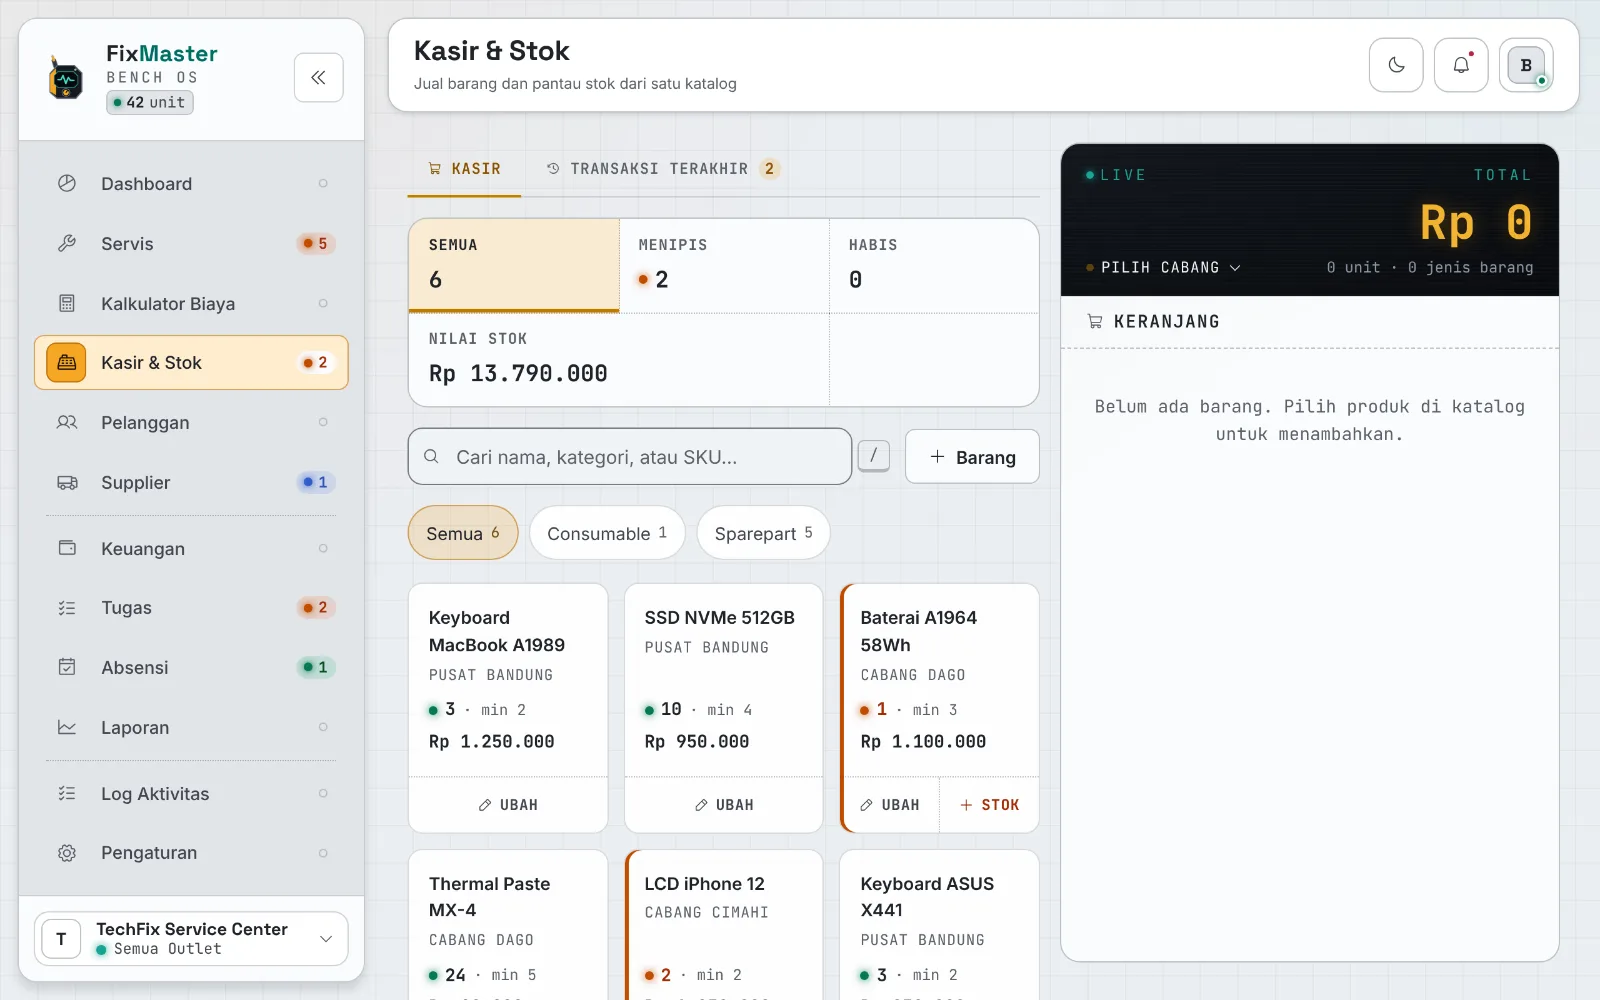 FixMaster
BENCH OS
42 unit
Dashboard
Servis
5
Kalkulator Biaya
Kasir & Stok
2
Pelanggan
Supplier
1
Keuangan
Tugas
2
Absensi
1
Laporan
Log Aktivitas
Pengaturan
T
TechFix Service Center
Semua Outlet
Kasir & Stok
Jual barang dan pantau stok dari satu katalog
B
KASIR
TRANSAKSI TERAKHIR 2
SEMUA
6
MENIPIS
2
HABIS
0
NILAI STOK
Rp 13.790.000
Cari nama, kategori, atau SKU...
/
+ Barang
Semua 6
Consumable 1
Sparepart 5
Keyboard
MacBook A1989
PUSAT BANDUNG
3 · min 2
Rp 1.250.000
UBAH
SSD NVMe 512GB
PUSAT BANDUNG
10 · min 4
Rp 950.000
UBAH
Baterai A1964
58Wh
CABANG DAGO
1 · min 3
Rp 1.100.000
UBAH
+ STOK
Thermal Paste
MX-4
CABANG DAGO
24 · min 5
LCD iPhone 12
CABANG CIMAHI
2 · min 2
Keyboard ASUS
X441
PUSAT BANDUNG
3 · min 2
LIVE
TOTAL
Rp 0
PILIH CABANG
0 unit · 0 jenis barang
KERANJANG
Belum ada barang. Pilih produk di katalog
untuk menambahkan.